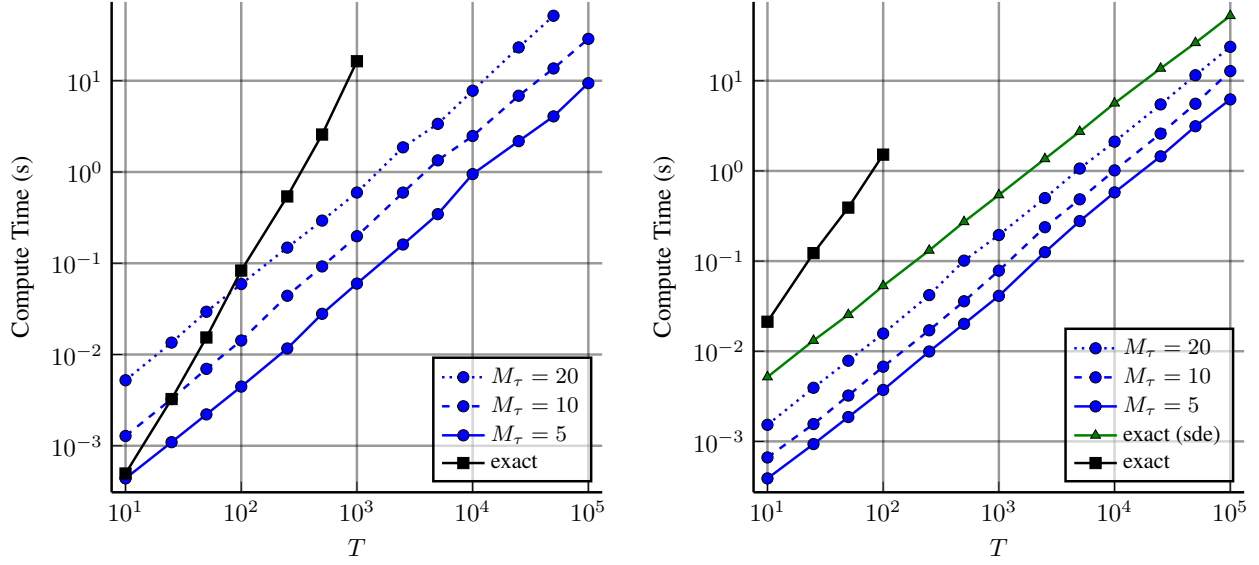 10^1
10^0
10^{-1}
10^{-2}
10^{-3}
Compute Time (s)
M_τ = 20
M_τ = 10
M_τ = 5
exact
10^1 10^2 10^3 10^4 10^5
T
10^1
10^0
10^{-1}
10^{-2}
10^{-3}
Compute Time (s)
M_τ = 20
M_τ = 10
M_τ = 5
exact (sde)
exact
10^1 10^2 10^3 10^4 10^5
T